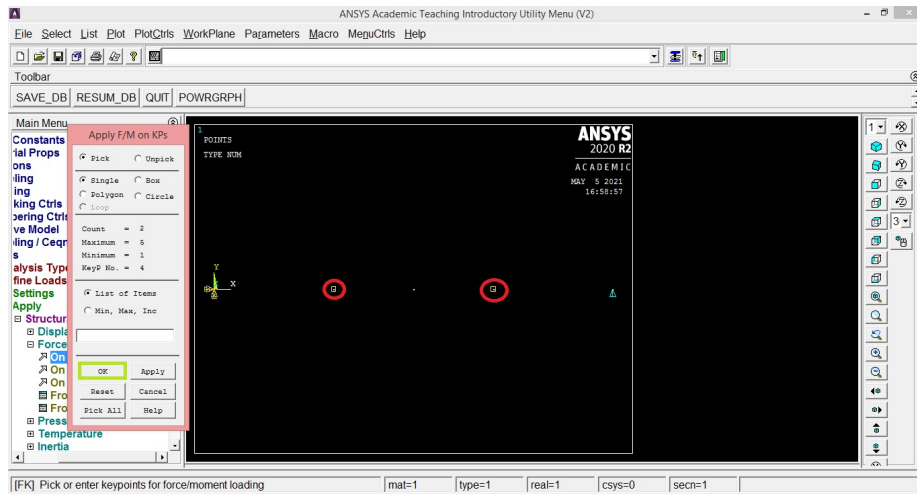 ANSYS Academic Teaching Introductory Utility Menu (V2)
File Select List Plot PlotCtrls WorkPlane Parameters Macro MenuCtrls Help
Toolbar
SAVE_DB RESUM_DB QUIT POWRGRPH
Main Menu
Constants
ial Props
ons
ling
ing
king Ctrls
pering Ctrls
ve Model
ling / Ceqn
s
alysis Type
fine Loads
Settings
Apply
Structur
Displa
Force
On
On
On
Fro
Fro
Press
Temperature
Inertia
Apply F/M on KPs
Pick Unpick
Single Box
Polygon Circle
Loop
Count = 2
Maximum = 5
Minimum = 1
KeyP No. = 4
List of Items
Min, Max, Inc
OK Apply
Reset Cancel
Pick All Help
1
POINTS
TYPE NUM
ANSYS
2020 R2
ACADEMIC
MAY 5 2021
16:58:57
Y
X
1
3
[FK] Pick or enter keypoints for force/moment loading
mat=1 type=1 real=1 csys=0 secn=1